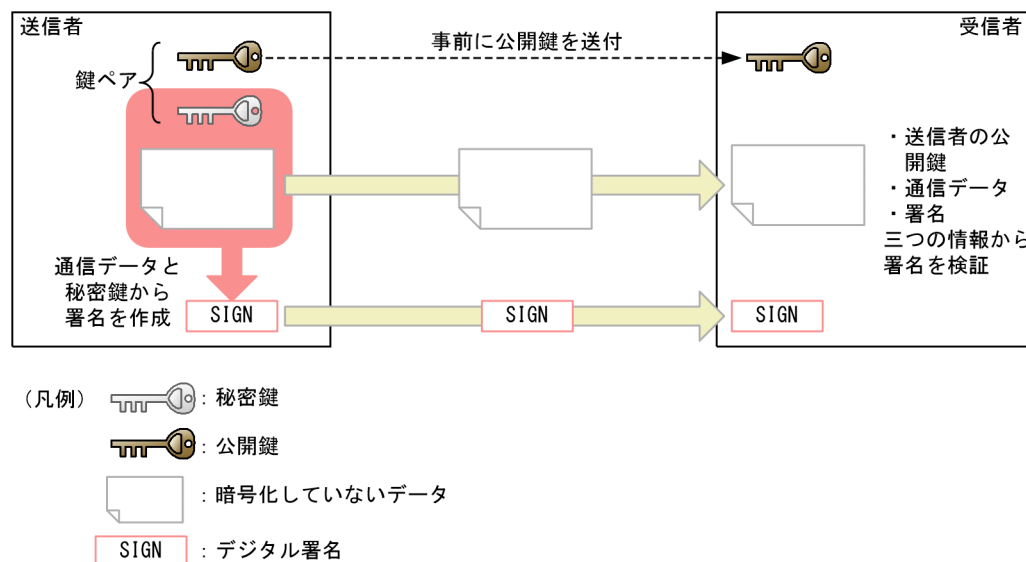 送信者
受信者
事前に公開鍵を送付
鍵ペア
・送信者の公
開鍵
・通信データ
・署名
三つの情報から
署名を検証
通信データと
秘密鍵から
署名を作成
SIGN
SIGN
SIGN
（凡例）
：秘密鍵
：公開鍵
：暗号化していないデータ
SIGN
：デジタル署名